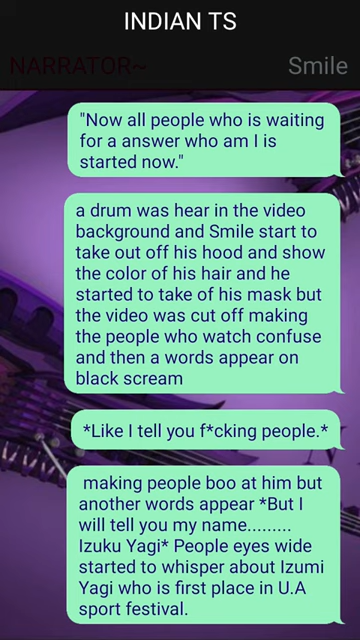 INDIAN TS
NARRATOR~
Smile
"Now all people who is waiting
for a answer who am I is
started now."
a drum was hear in the video
background and Smile start to
take out off his hood and show
the color of his hair and he
started to take of his mask but
the video was cut off making
the people who watch confuse
and then a words appear on
black scream
*Like I tell you f*cking people.*
making people boo at him but
another words appear *But I
will tell you my name.........
Izuku Yagi* People eyes wide
started to whisper about Izumi
Yagi who is first place in U.A
sport festival.